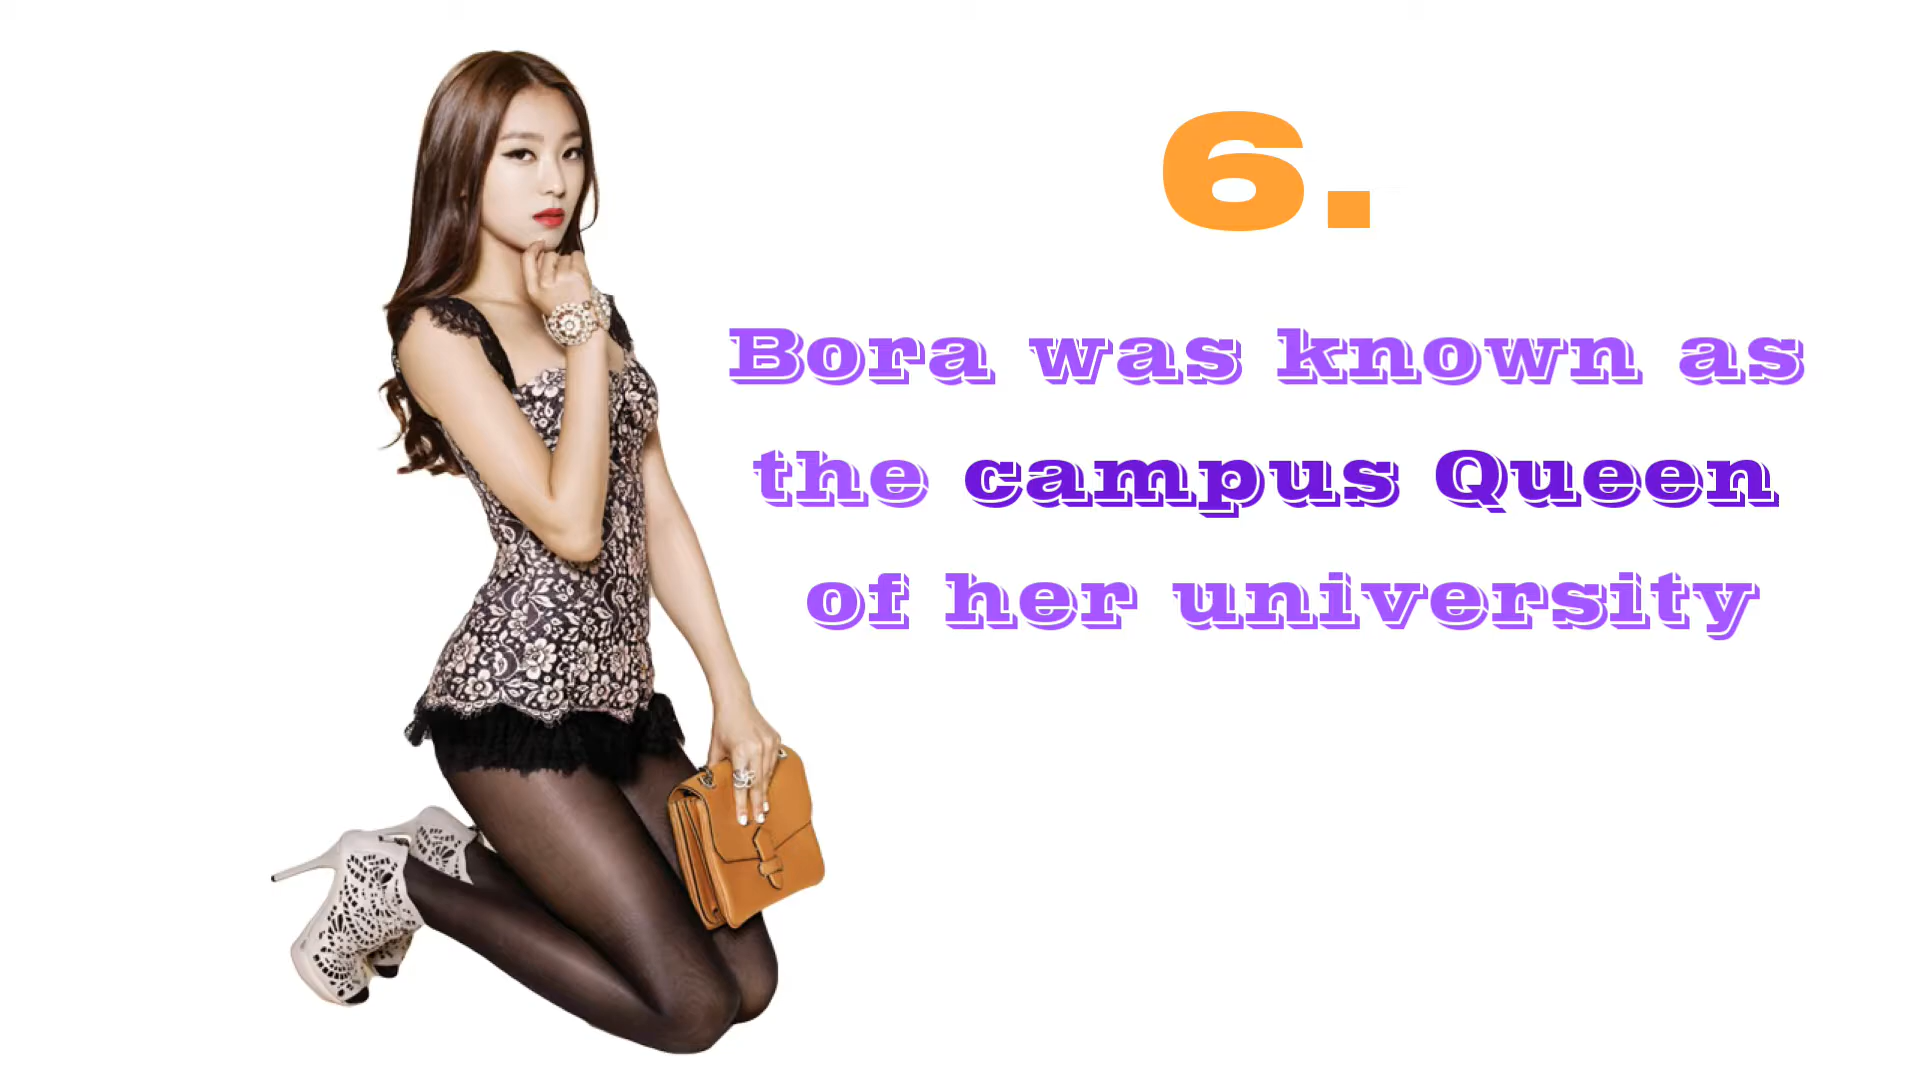 6.
Bora was known as
the campus Queen
of her university